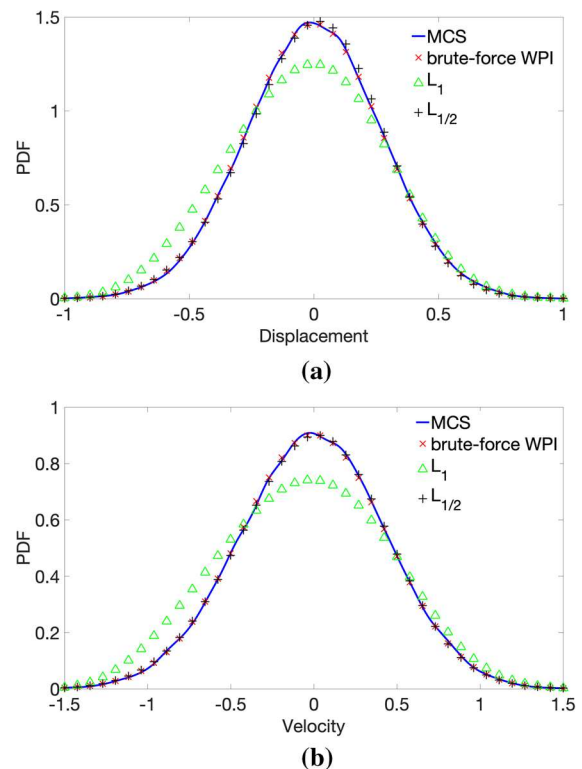 1.5
MCS
brute-force WPI
L1
L1/2
1
PDF
0.5
0
-1 -0.5 0 0.5 1
Displacement
(a)
1
MCS
brute-force WPI
L1
L1/2
0.8
0.6
PDF
0.4
0.2
0
-1.5 -1 -0.5 0 0.5 1 1.5
Velocity
(b)